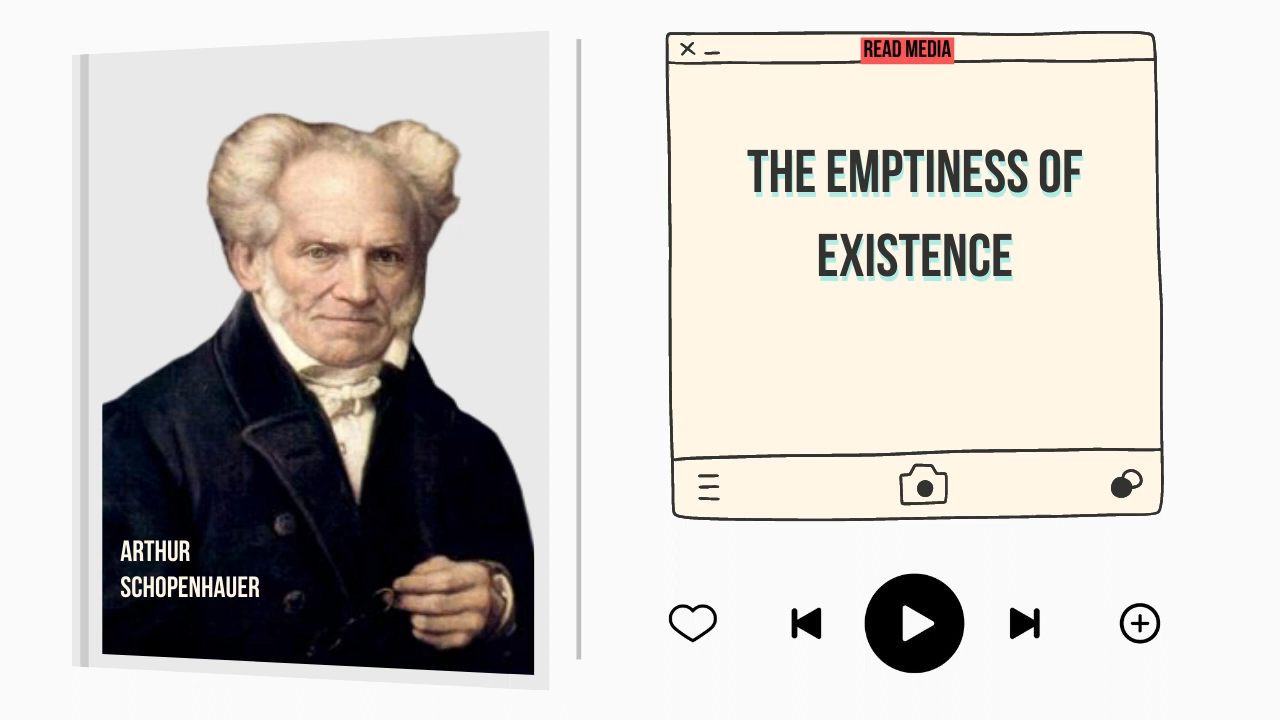 READ MEDIA
THE EMPTINESS OF
EXISTENCE
ARTHUR
SCHOPENHAUER